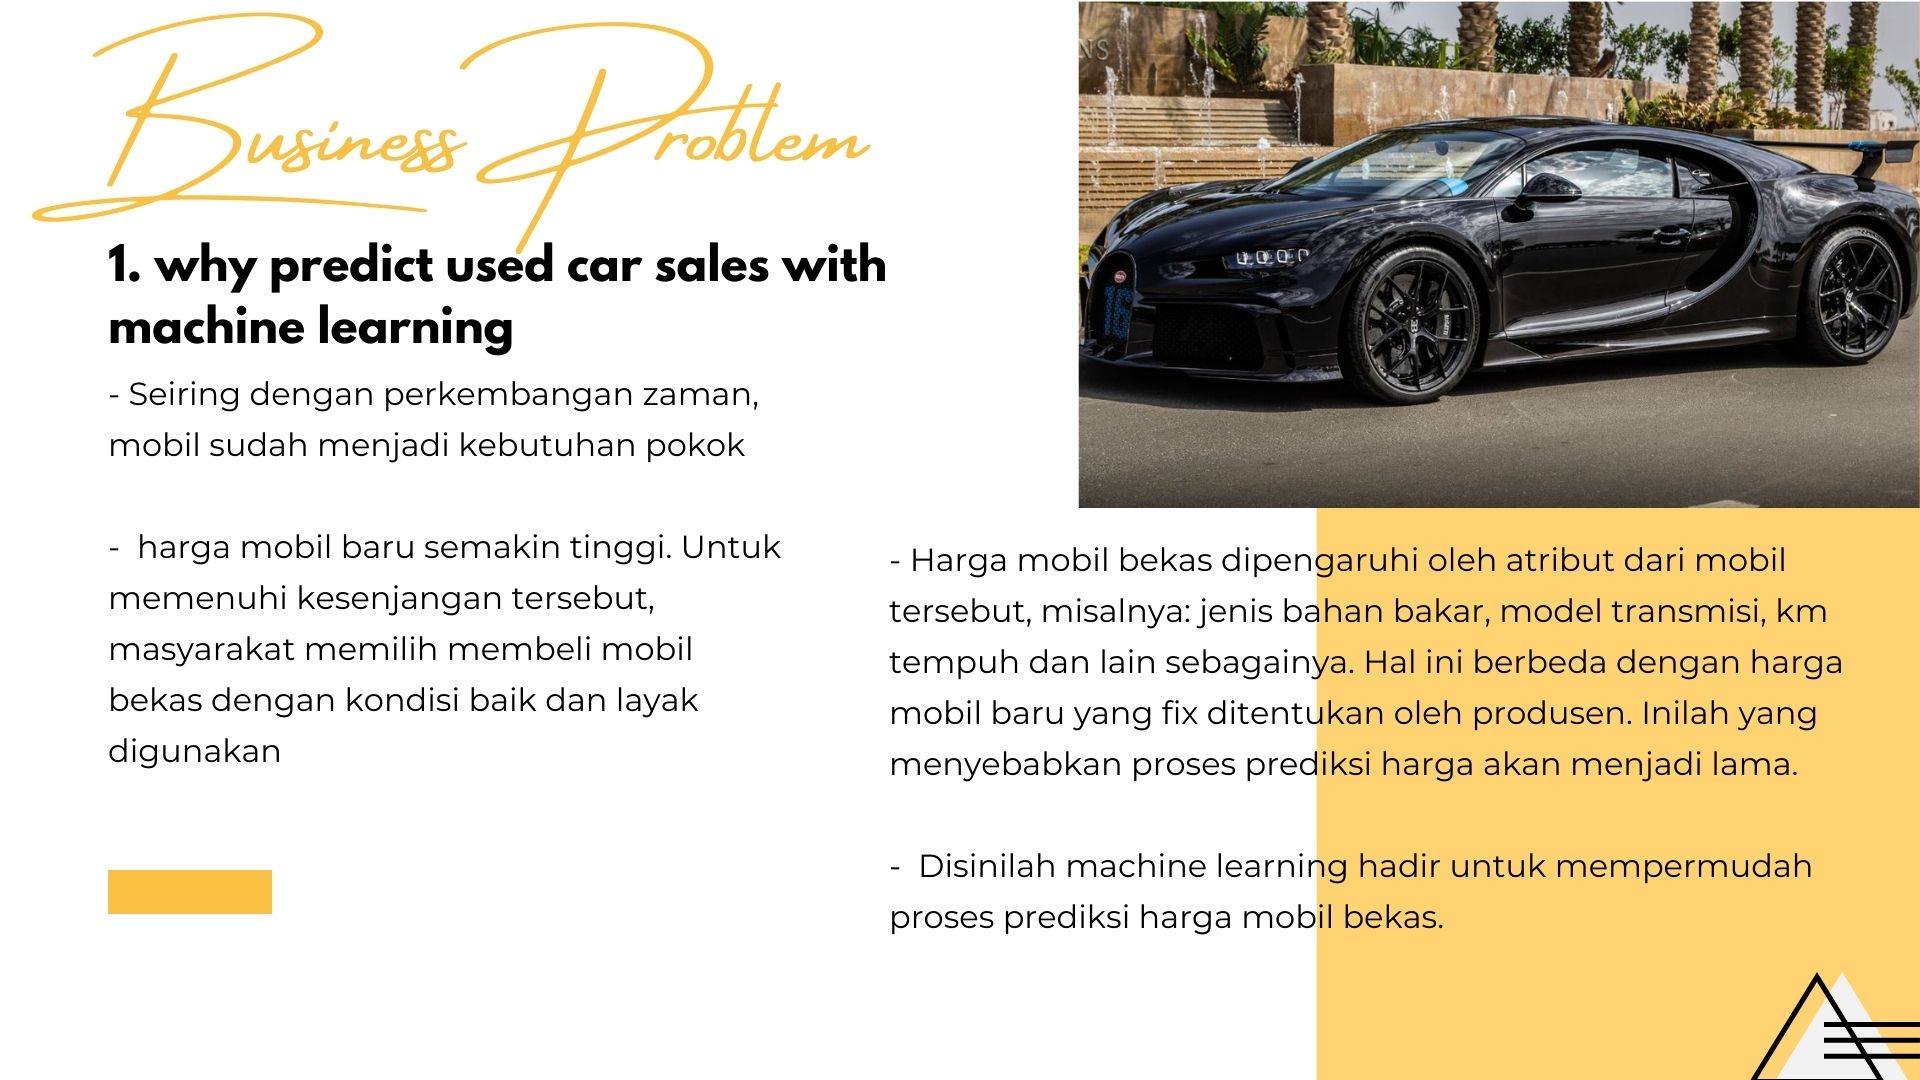 Business Problem
1. why predict used car sales with
machine learning
- Seiring dengan perkembangan zaman,
mobil sudah menjadi kebutuhan pokok
- harga mobil baru semakin tinggi. Untuk
memenuhi kesenjangan tersebut,
masyarakat memilih membeli mobil
bekas dengan kondisi baik dan layak
digunakan
- Harga mobil bekas dipengaruhi oleh atribut dari mobil
tersebut, misalnya: jenis bahan bakar, model transmisi, km
tempuh dan lain sebagainya. Hal ini berbeda dengan harga
mobil baru yang fix ditentukan oleh produsen. Inilah yang
menyebabkan proses prediksi harga akan menjadi lama.
- Disinilah machine learning hadir untuk mempermudah
proses prediksi harga mobil bekas.
NS
16